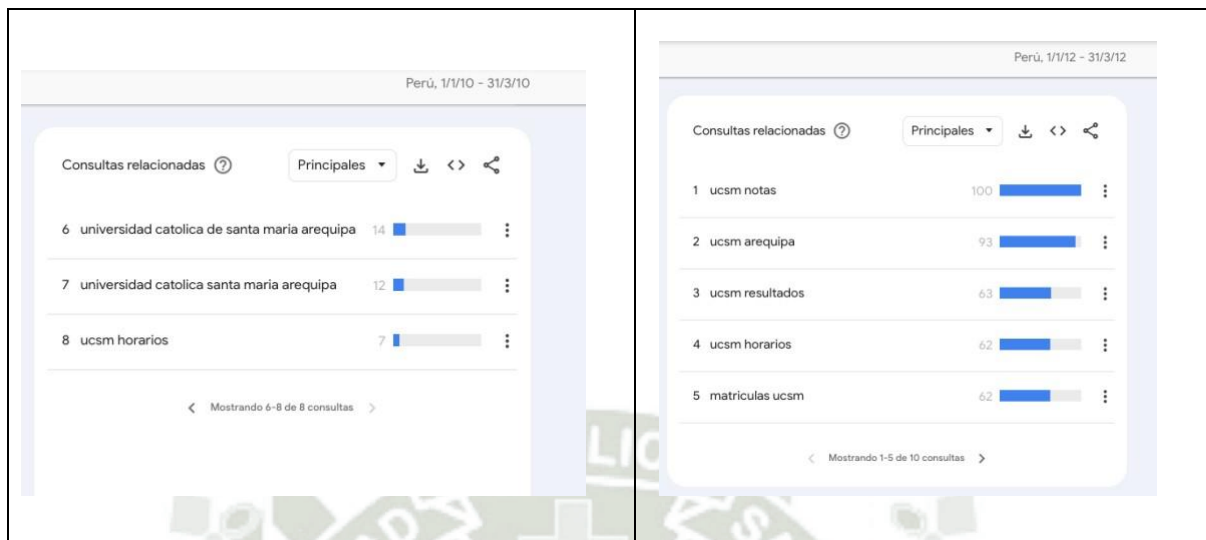 Perú, 1/1/10 - 31/3/10
Consultas relacionadas
Principales
6 universidad catolica de santa maria arequipa 14
7 universidad catolica santa maria arequipa 12
8 ucsm horarios 7
Mostrando 6-8 de 8 consultas
Perú, 1/1/12 - 31/3/12
Consultas relacionadas
Principales
1 ucsm notas 100
2 ucsm arequipa 93
3 ucsm resultados 63
4 ucsm horarios 62
5 matriculas ucsm 62
Mostrando 1-5 de 10 consultas